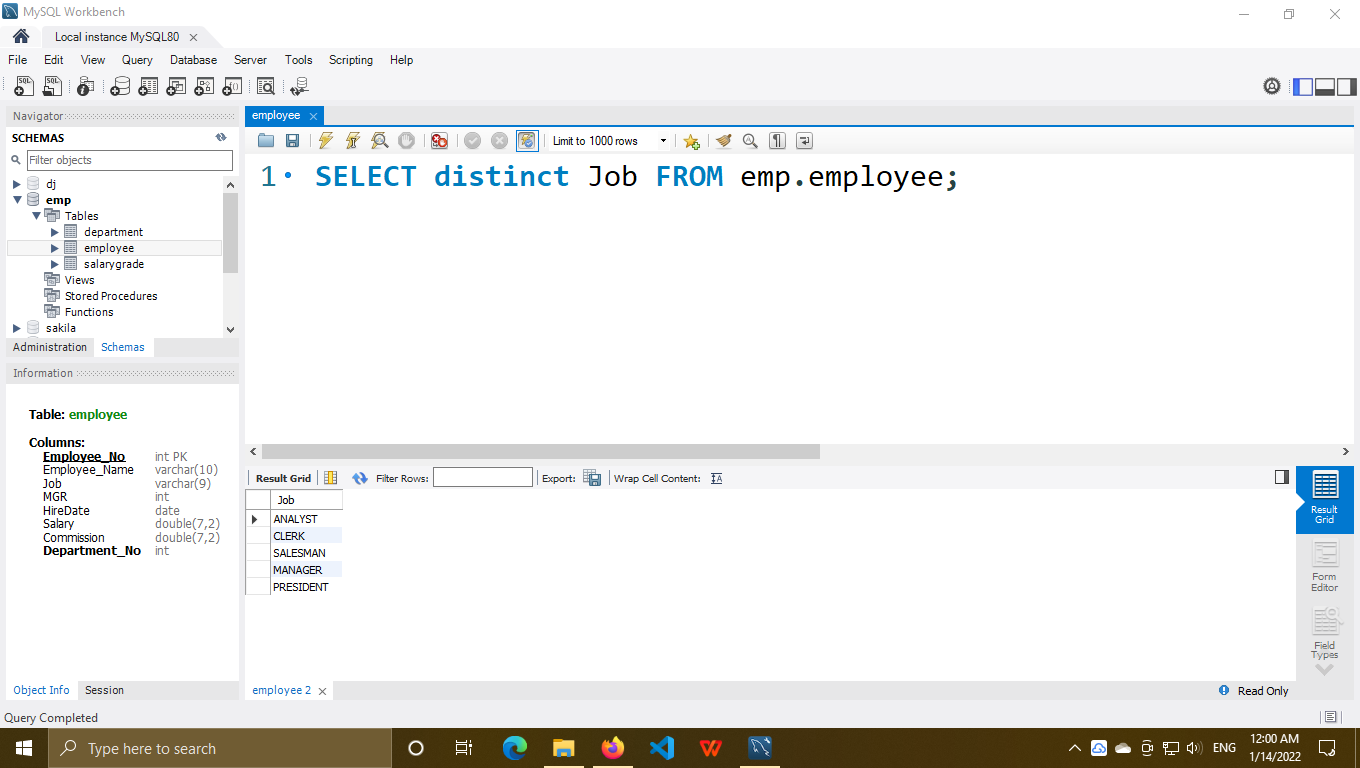 MySQL Workbench
Local instance MySQL80
File Edit View Query Database Server Tools Scripting Help
Navigator
SCHEMAS
Filter objects
dj
emp
Tables
department
employee
salarygrade
Views
Stored Procedures
Functions
sakila
Administration Schemas
Information
Table: employee
Columns:
Employee_No int PK
Employee_Name varchar(10)
Job varchar(9)
MGR int
HireDate date
Salary double(7,2)
Commission double(7,2)
Department_No int
Object Info Session
employee
Limit to 1000 rows
1 SELECT distinct Job FROM emp.employee;
Result Grid Filter Rows: Export: Wrap Cell Content:
Job
ANALYST
CLERK
SALESMAN
MANAGER
PRESIDENT
Result
Grid
Form
Editor
Field
Types
employee 2
Read Only
Query Completed
Type here to search
ENG
12:00 AM
1/14/2022